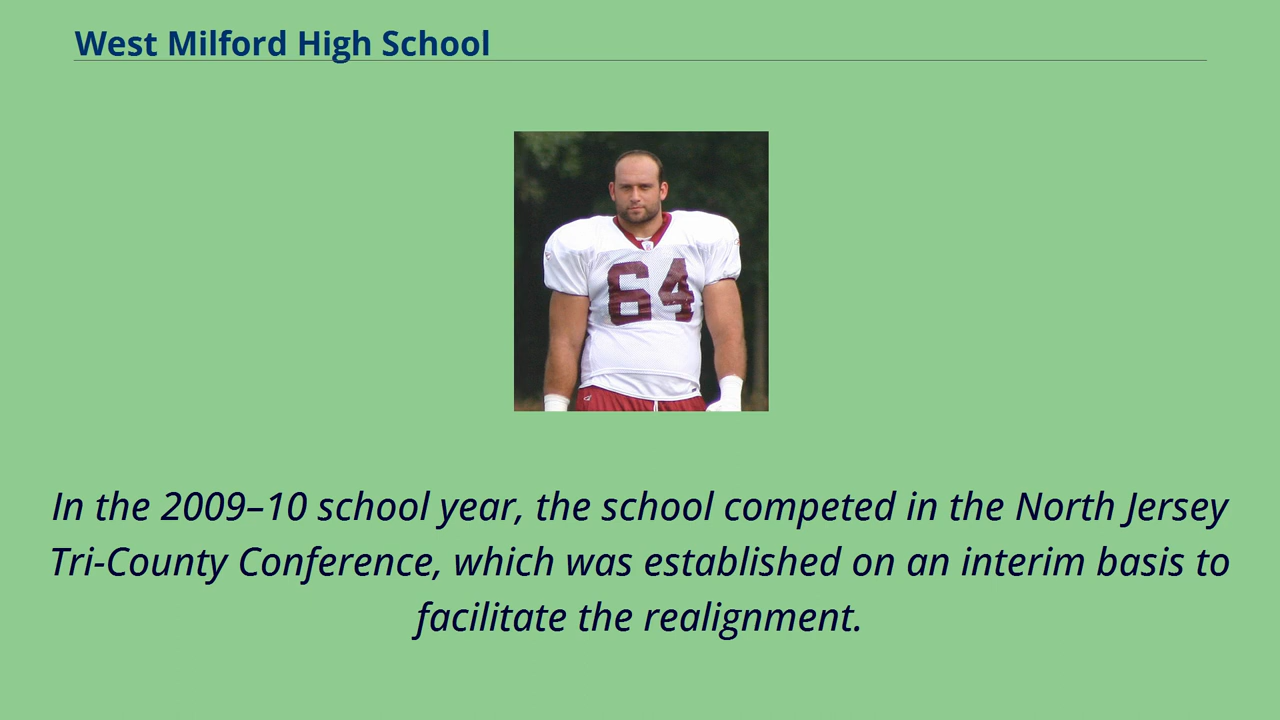 West Milford High School
64
In the 2009–10 school year, the school competed in the North Jersey
Tri-County Conference, which was established on an interim basis to
facilitate the realignment.